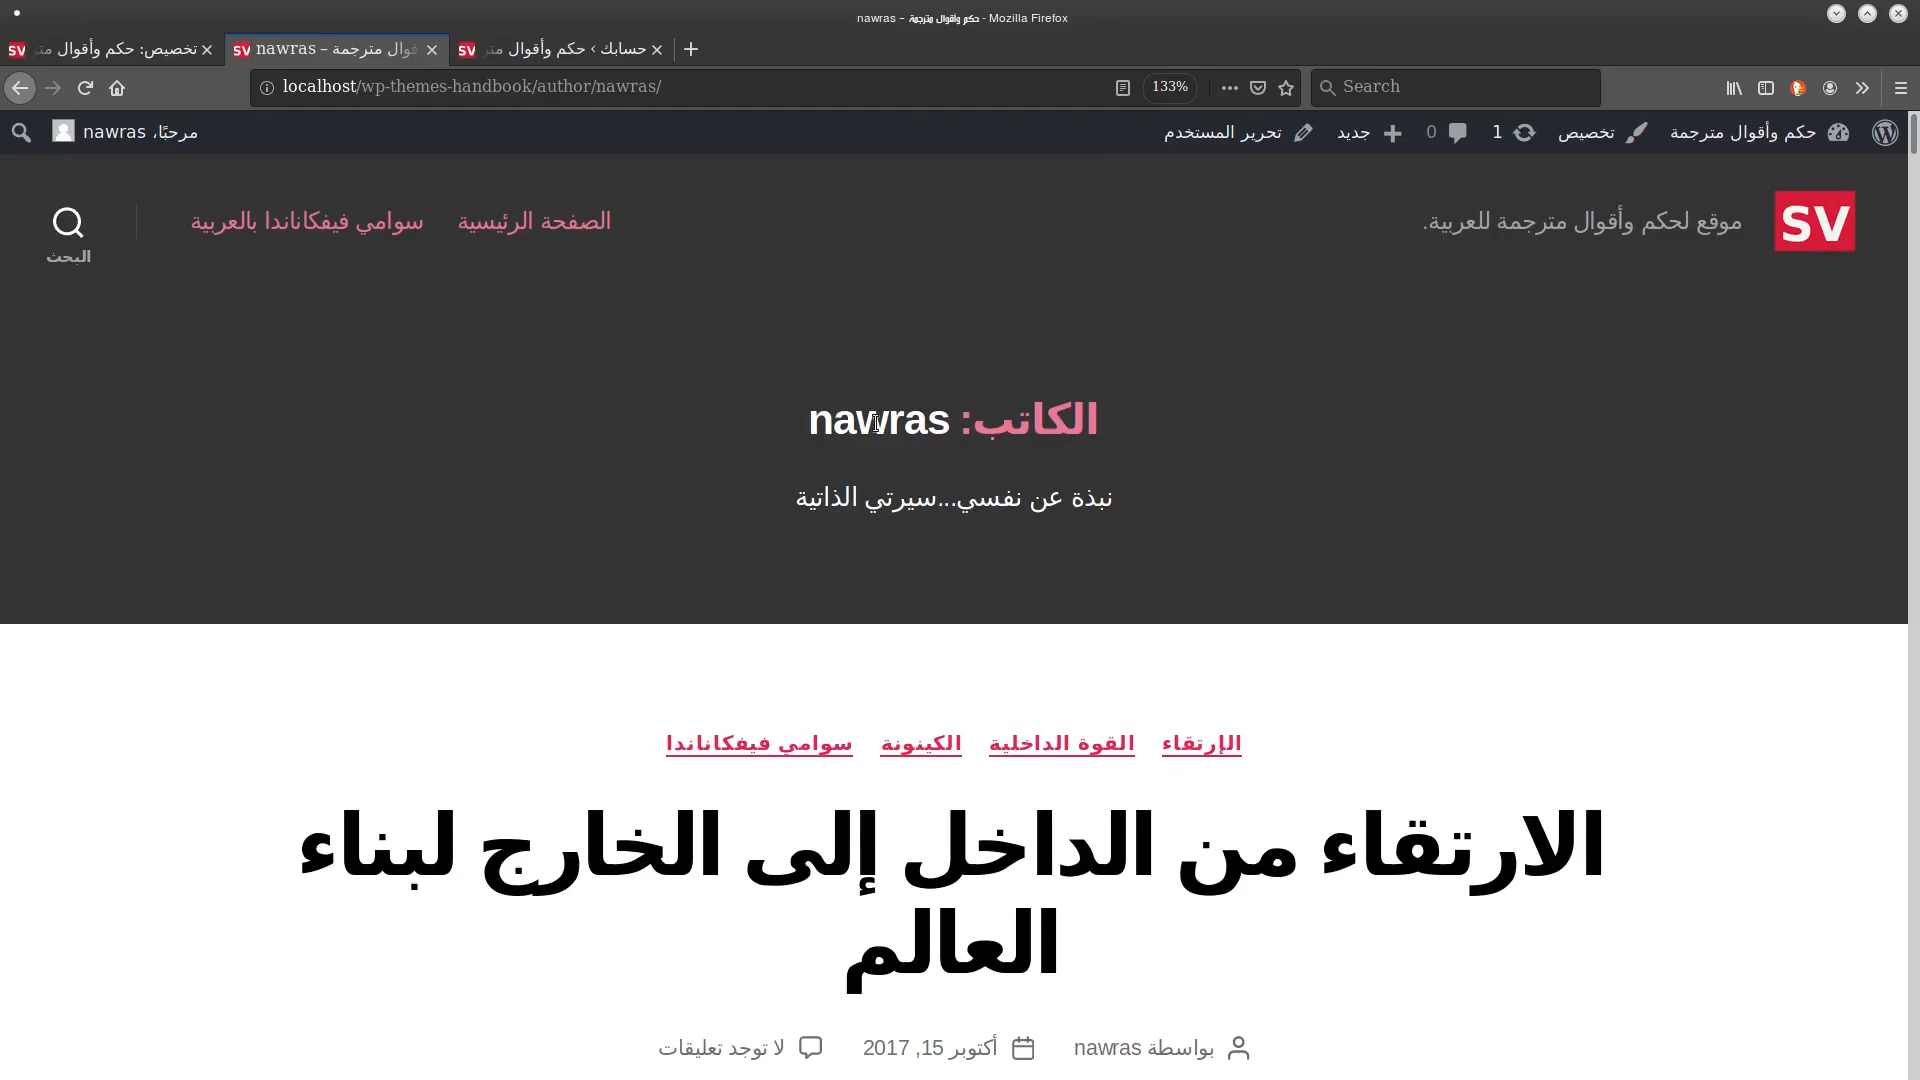 nawras – حكم وأقوال مترجمة - Mozilla Firefox
تخصيص: حكم وأقوال متر
nawras – قوال مترجمة
حسابك ‹ حكم وأقوال متر
localhost/wp-themes-handbook/author/nawras/
133%
Search
حكم وأقوال مترجمة
تخصيص
1
0
جديد
تحرير المستخدم
مرحبًا، nawras
SV
موقع لحكم وأقوال مترجمة للعربية.
الصفحة الرئيسية
سوامي فيفكاناندا بالعربية
البحث
الكاتب: nawras
نبذة عن نفسي...سيرتي الذاتية
الإرتقاء القوة الداخلية الكينونة سوامي فيفكاناندا
الارتقاء من الداخل إلى الخارج لبناء
العالم
بواسطة nawras
أكتوبر 15, 2017
لا توجد تعليقات